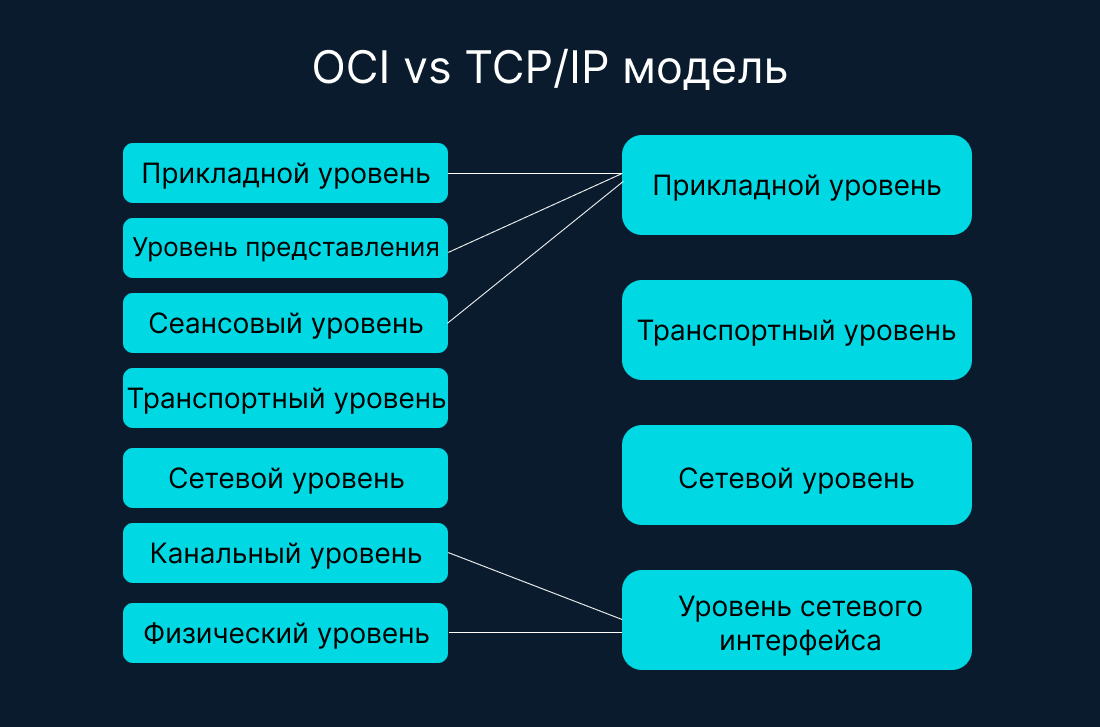 OCI vs TCP/IP модель
Прикладной уровень
Уровень представления
Сеансовый уровень
Транспортный уровень
Сетевой уровень
Канальный уровень
Физический уровень
Прикладной уровень
Транспортный уровень
Сетевой уровень
Уровень сетевого
интерфейса